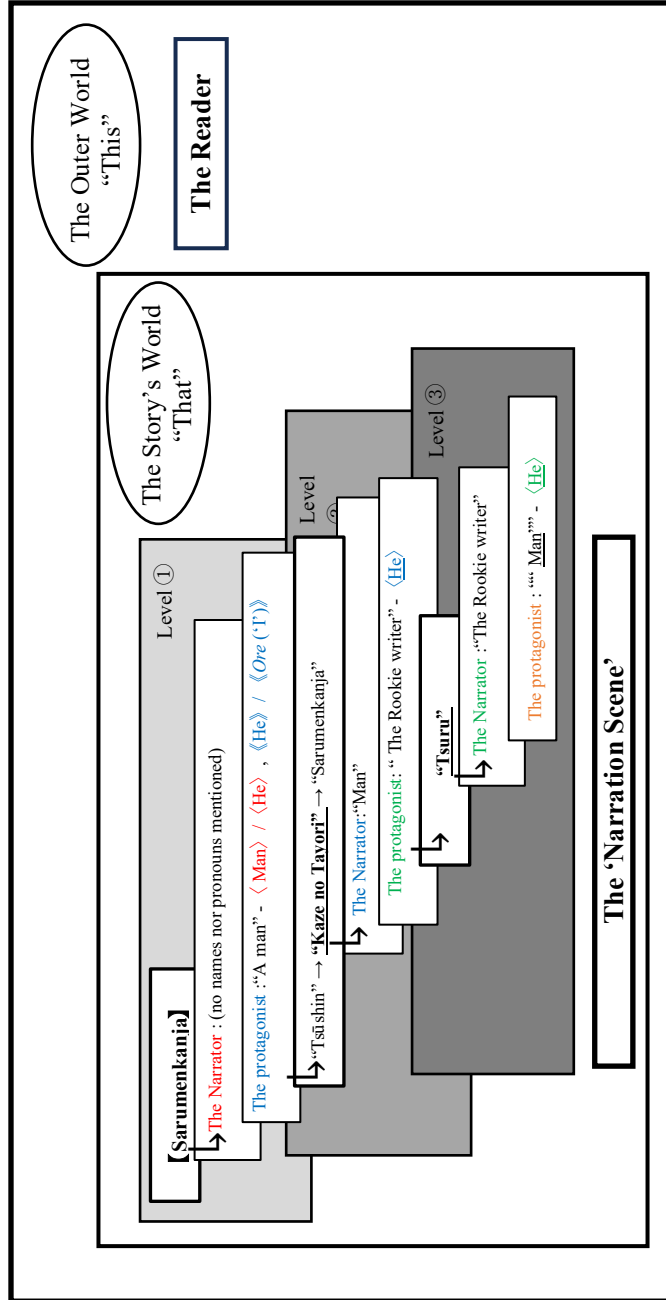 The Outer World
“This”
The Reader
The Story’s World
“That”
Level ①
【Sarumenkanja】
The Narrator : (no names nor pronouns mentioned)
The protagonist :“A man” - 〈Man〉 / 〈He〉 , 《He》 / 《Ore (‘I’)》
Level
②
“Tsūshin” → “Kaze no Tayori” → “Sarumenkanja”
The Narrator:“Man”
The protagonist: “ The Rookie writer” - 〈He〉
Level ③
“Tsuru”
The Narrator :“The Rookie writer”
The protagonist : ““ Man”” - 〈He〉
The ‘Narration Scene’